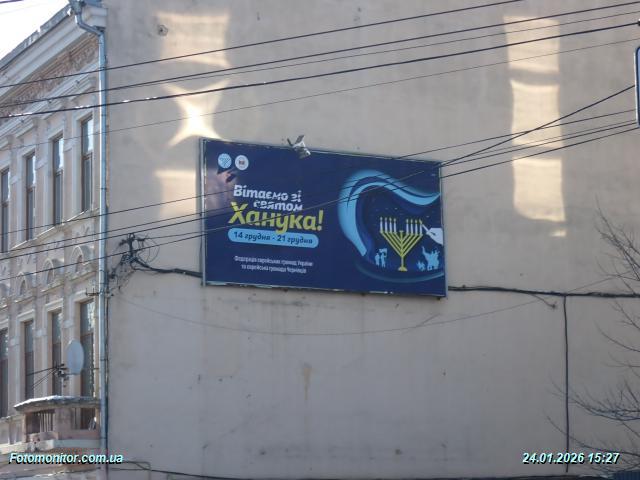 Вітаємо зі
святом
Ханука!
14 грудня - 21 грудня
Федерація єврейських громад України
та єврейська громада Чернівців
Fotomonitor.com.ua
24.01.2026 15:27